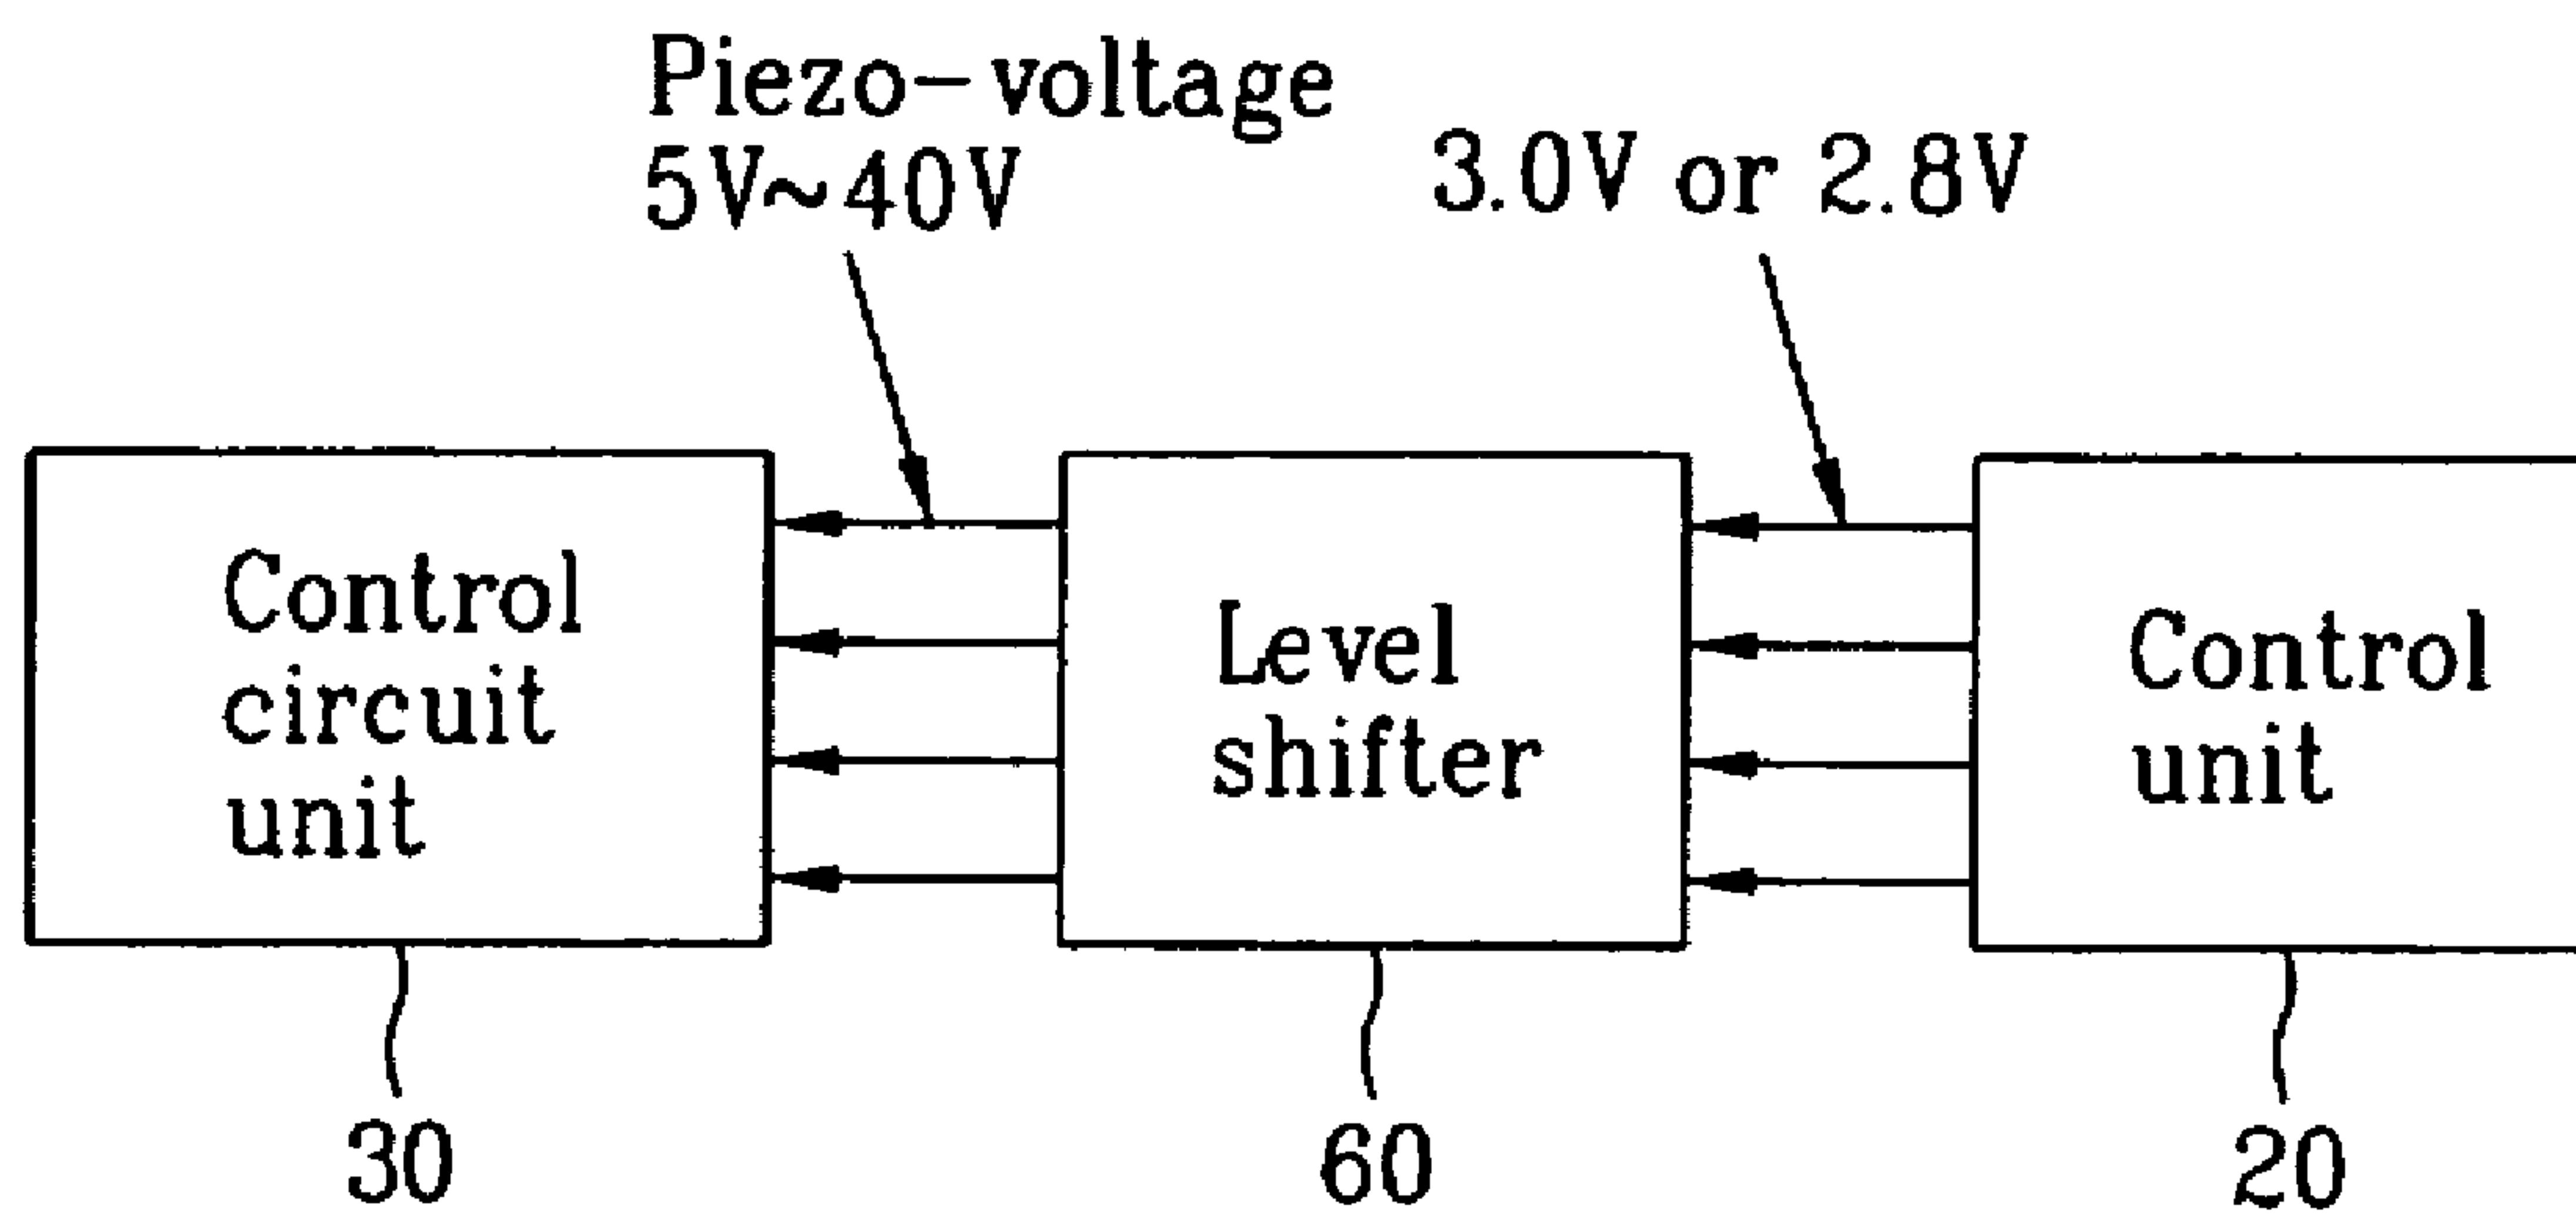 Piezo-voltage
5V~40V
3.0V or 2.8V
Control
circuit
unit
Level
shifter
Control
unit
30
60
20